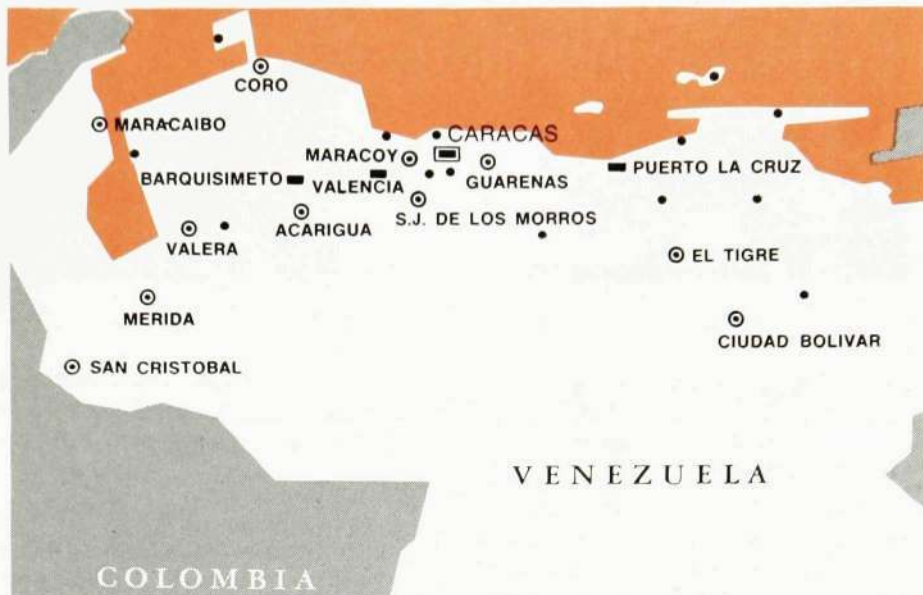 CORO
MARACAIBO
CARACAS
MARACOY
BARQUISIMETO
VALENCIA
GUARENAS
PUERTO LA CRUZ
ACARIGUA
S.J. DE LOS MORROS
VALERA
EL TIGRE
MERIDA
CIUDAD BOLIVAR
SAN CRISTOBAL
VENEZUELA
COLOMBIA